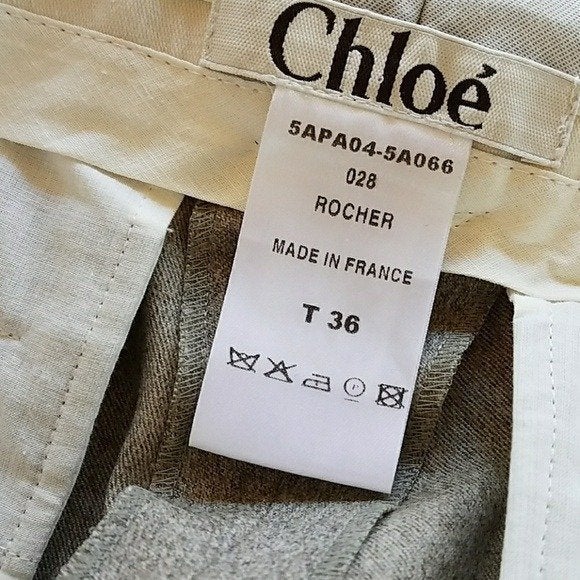 Chloé
5APA04-5A066
028
ROCHER
MADE IN FRANCE
T 36